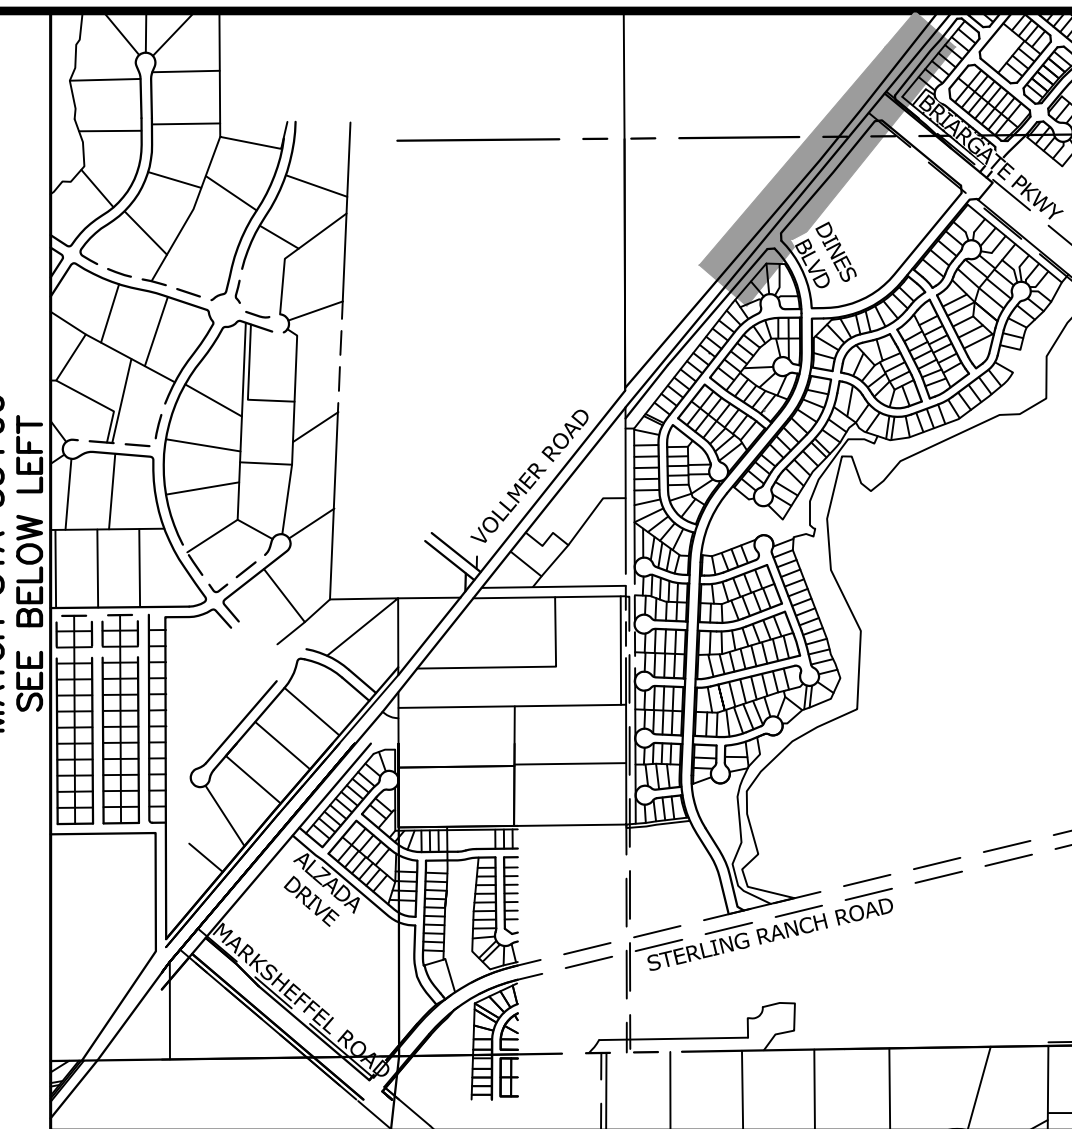 BRIARGATE PKWY
DINES
BLVD
VOLLMER ROAD
SEE BELOW LEFT
ALZADA
DRIVE
STERLING RANCH ROAD
MARKSHEFFEL ROAD